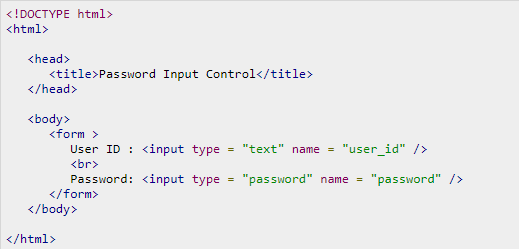 <!DOCTYPE html>
<html>
<head>
<title>Password Input Control</title>
</head>
<body>
<form >
User ID : <input type = "text" name = "user_id" />
<br>
Password: <input type = "password" name = "password" />
</form>
</body>
</html>